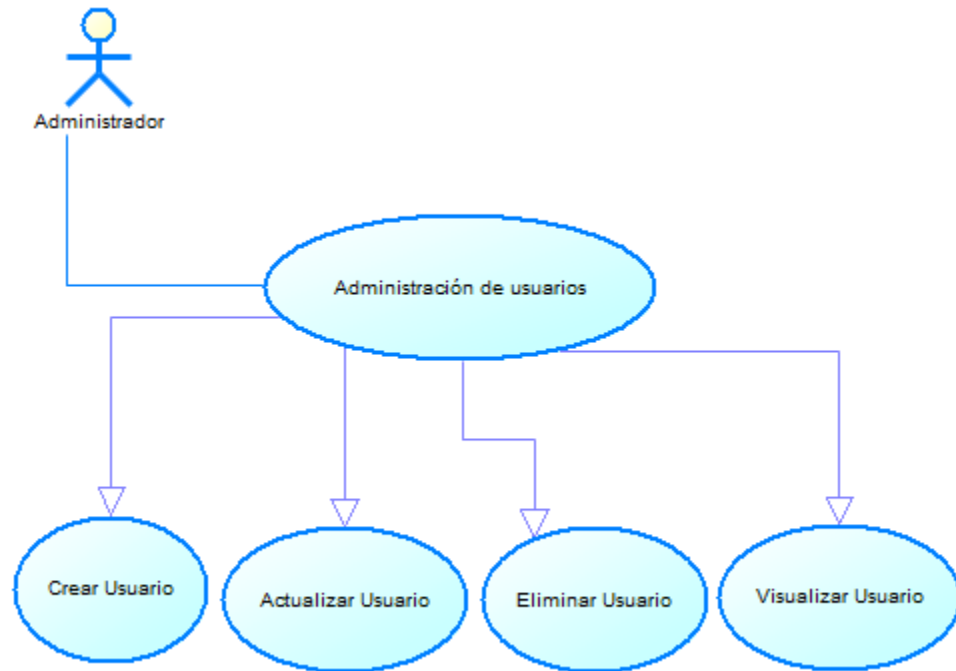 Administrador
Administración de usuarios
Crear Usuario
Actualizar Usuario
Eliminar Usuario
Visualizar Usuario